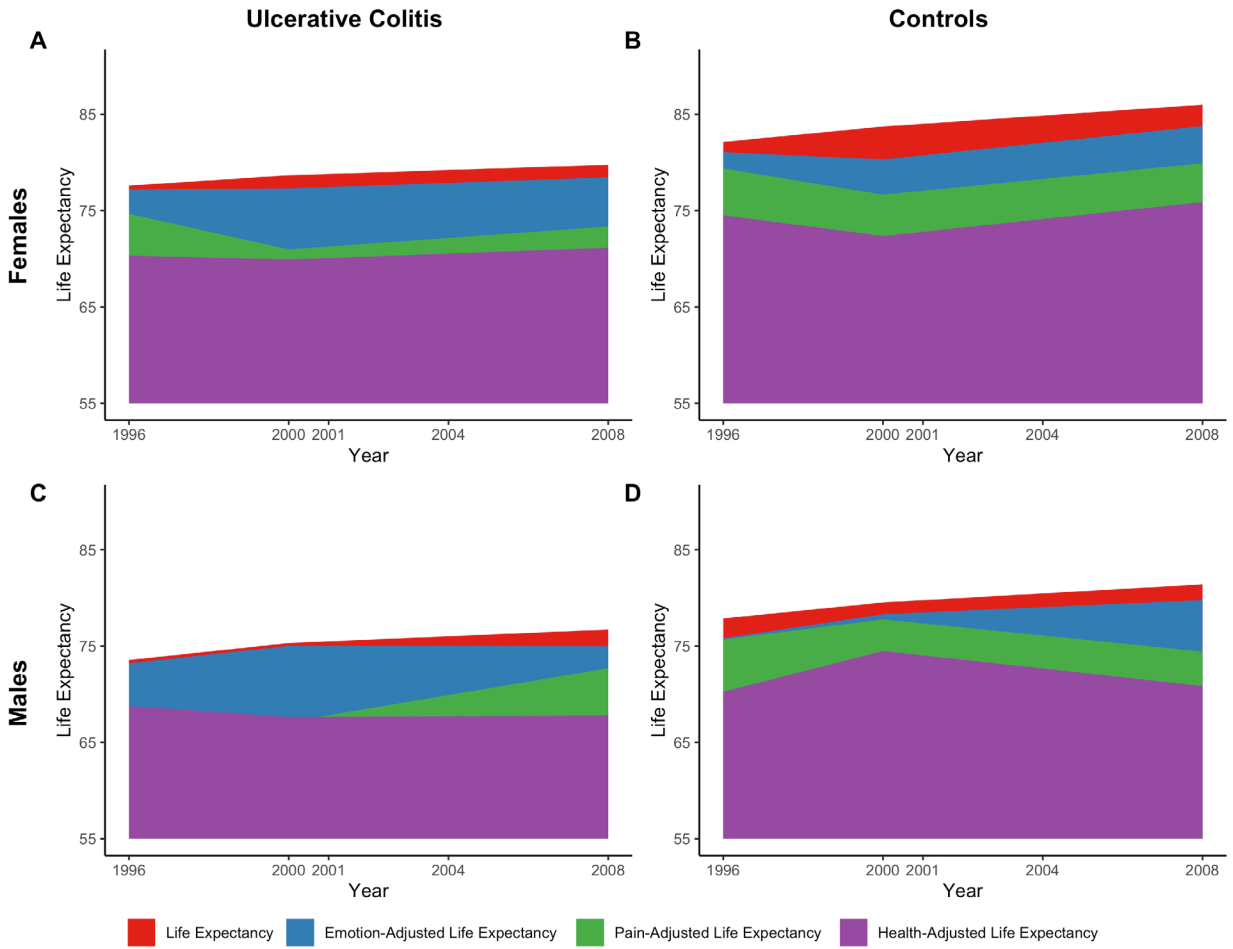 Ulcerative Colitis Controls
A B
Females
Life Expectancy
85
75
65
55
1996 2000 2001 2004 2008
Year
Life Expectancy
85
75
65
55
1996 2000 2001 2004 2008
Year
C D
Males
Life Expectancy
85
75
65
55
1996 2000 2001 2004 2008
Year
Life Expectancy
85
75
65
55
1996 2000 2001 2004 2008
Year
Life Expectancy Emotion-Adjusted Life Expectancy Pain-Adjusted Life Expectancy Health-Adjusted Life Expectancy